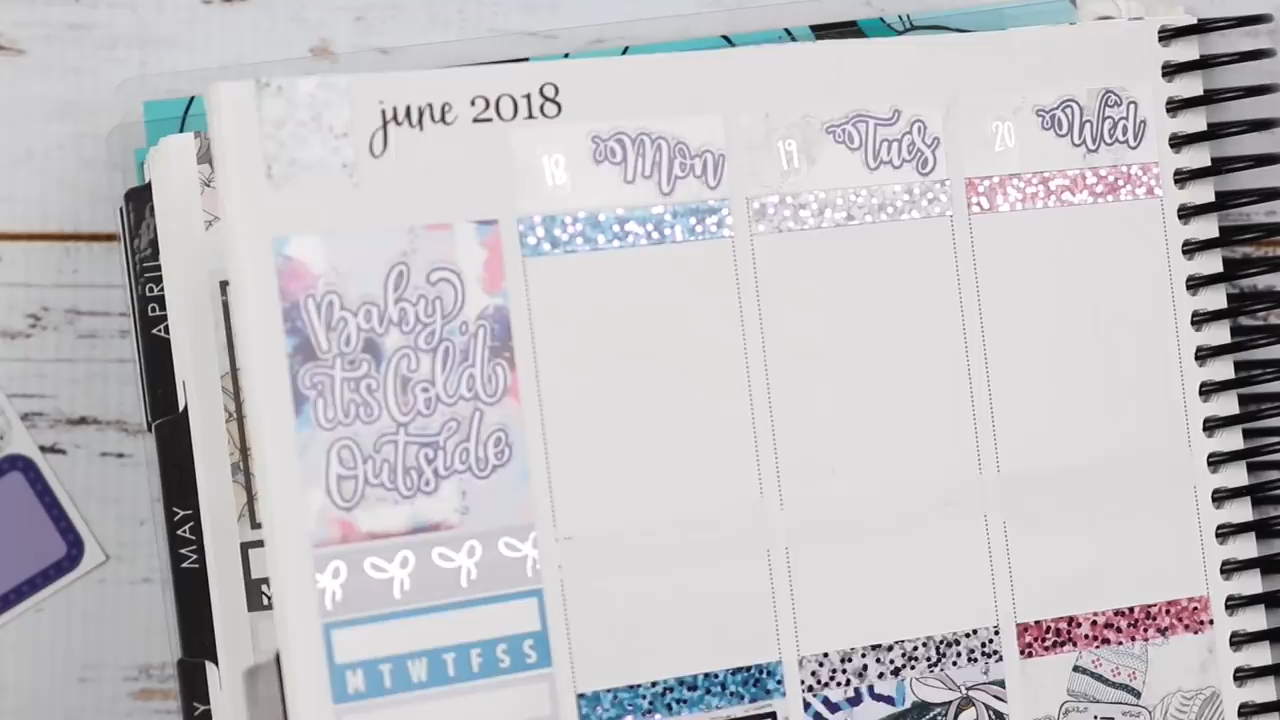 june 2018
18 Mon
19 Tues
20 Wed
Baby
it's Cold
Outside
M T W T F S S
APRIL
MAY